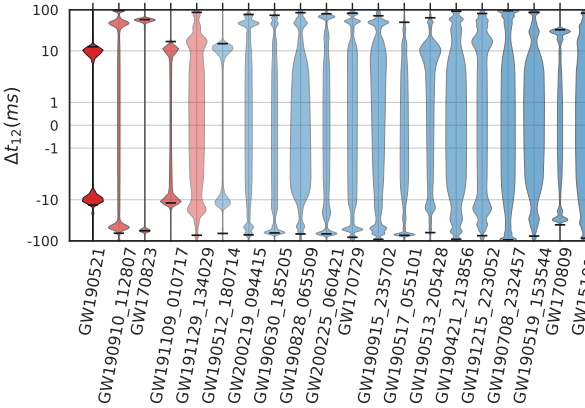 100
10
1
0
-1
-10
-100
Δt12(ms)
GW190521
GW190910_112807
GW170823
GW191109_010717
GW191129_134029
GW190512_180714
GW200219_094415
GW190630_185205
GW190828_065509
GW200225_060421
GW170729
GW190915_235702
GW190517_055101
GW190513_205428
GW190421_213856
GW191215_223052
GW190708_232457
GW190519_153544
GW170809